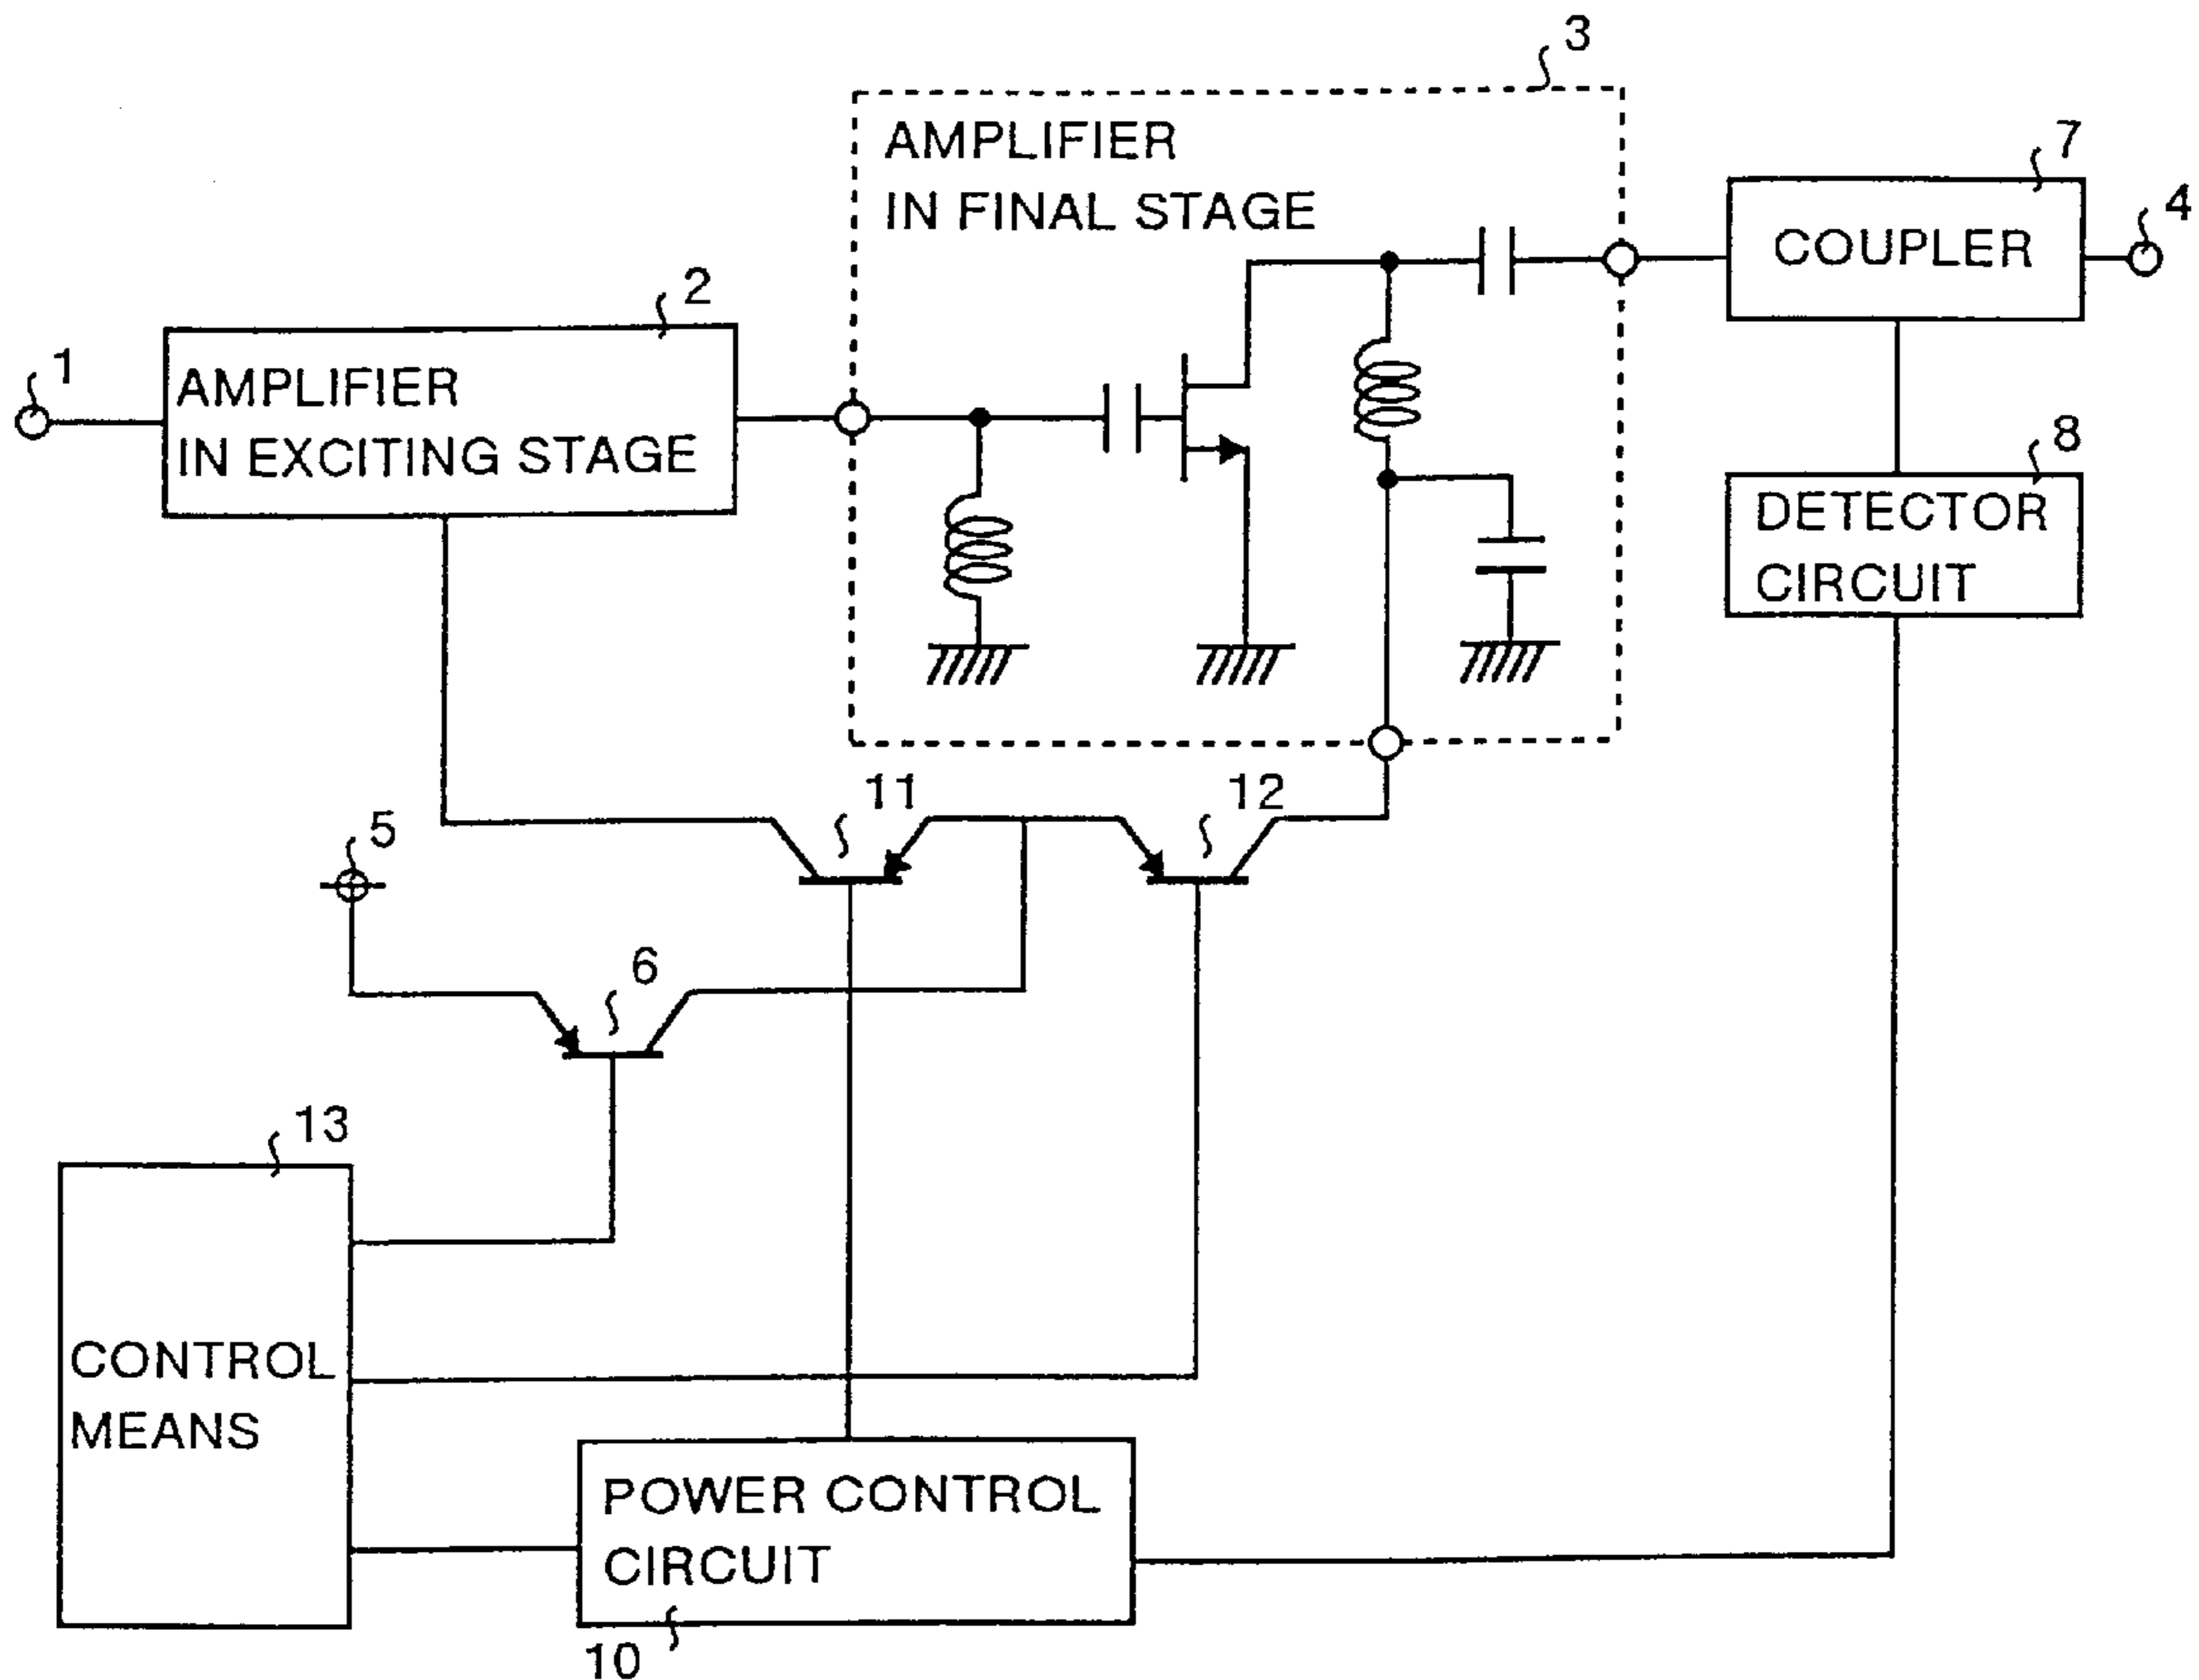 3
AMPLIFIER
IN FINAL STAGE
7
COUPLER
4
2
1
AMPLIFIER
IN EXCITING STAGE
8
DETECTOR
CIRCUIT
11
12
5
6
13
CONTROL
MEANS
POWER CONTROL
CIRCUIT
10